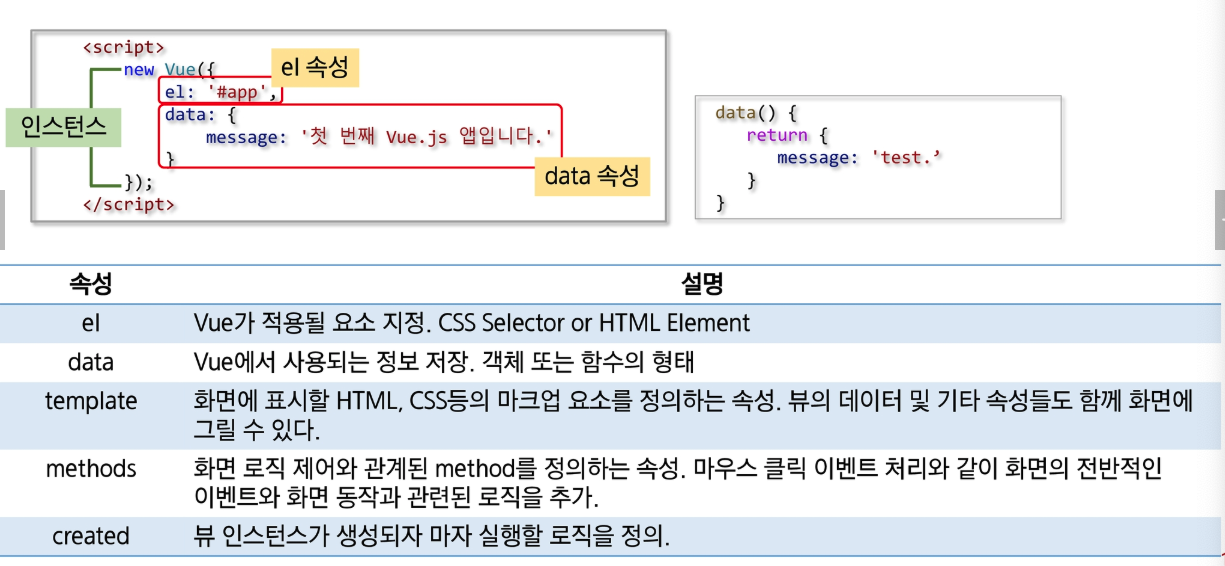 <script>
new Vue({
el 속성
el: '#app',
인스턴스
data: {
message: '첫 번째 Vue.js 앱입니다.'
}
data 속성
});
</script>
data() {
return {
message: 'test.’
}
}
속성 설명
el Vue가 적용될 요소 지정. CSS Selector or HTML Element
data Vue에서 사용되는 정보 저장. 객체 또는 함수의 형태
template 화면에 표시할 HTML, CSS등의 마크업 요소를 정의하는 속성. 뷰의 데이터 및 기타 속성들도 함께 화면에
그릴 수 있다.
methods 화면 로직 제어와 관계된 method를 정의하는 속성. 마우스 클릭 이벤트 처리와 같이 화면의 전반적인
이벤트와 화면 동작과 관련된 로직을 추가.
created 뷰 인스턴스가 생성되자 마자 실행할 로직을 정의.